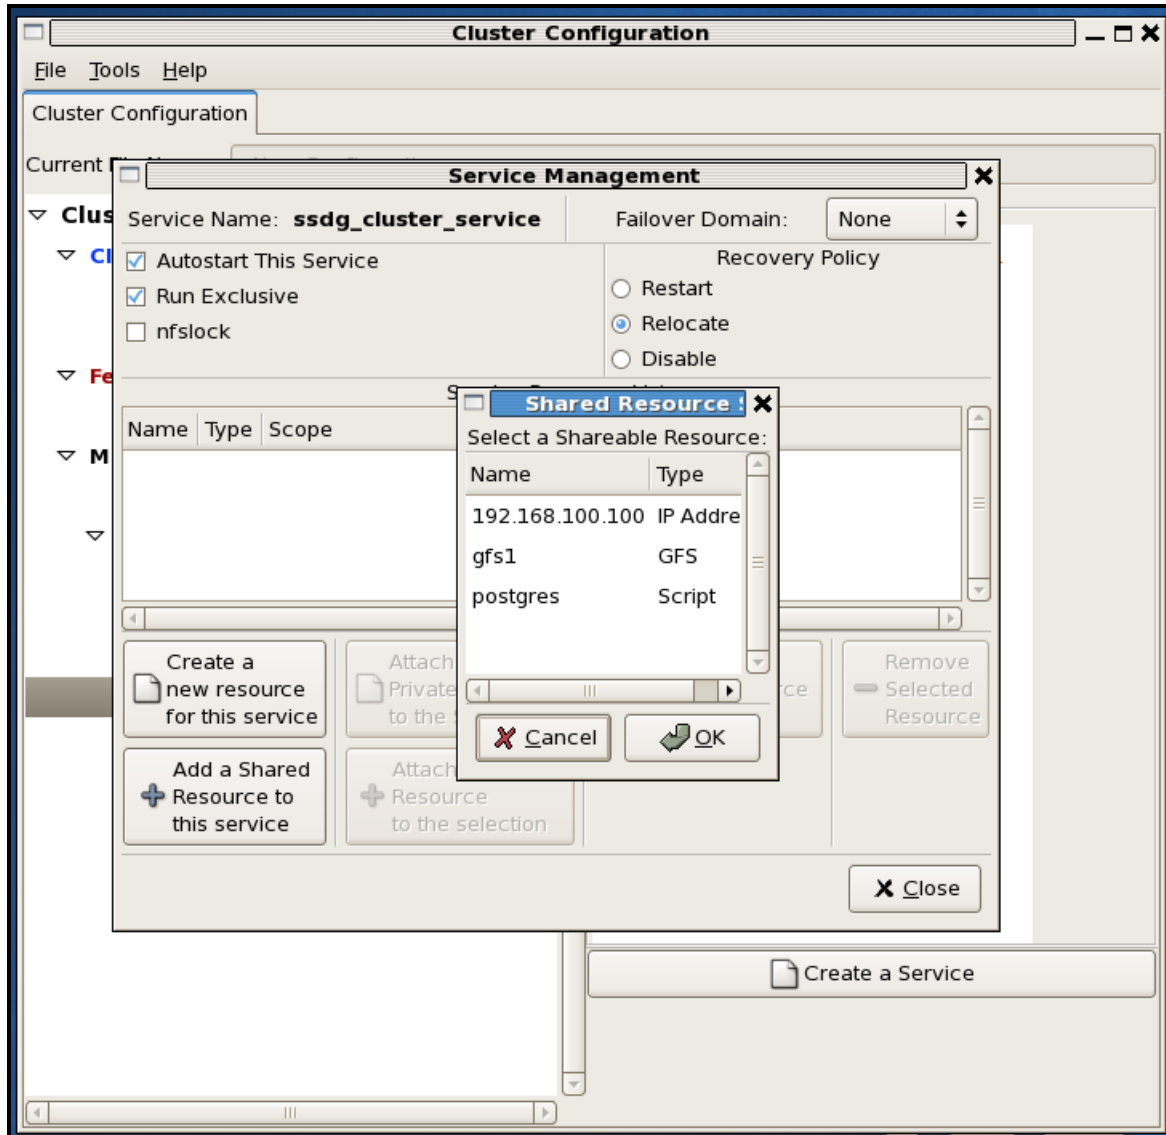 Cluster Configuration
File Tools Help
Cluster Configuration
Current
Service Management
Clus
Service Name: ssdg_cluster_service
Failover Domain: None
Cl
Autostart This Service
Recovery Policy
Run Exclusive
Restart
nfslock
Relocate
Disable
Fe
Shared Resource
Name Type Scope
Select a Shareable Resource:
M
Name Type
192.168.100.100 IP Addre
gfs1 GFS
postgres Script
Create a
new resource
for this service
Attach
Private
to the
rce
Remove
Selected
Resource
Cancel
OK
Add a Shared
Resource to
this service
Attach
Resource
to the selection
Close
Create a Service